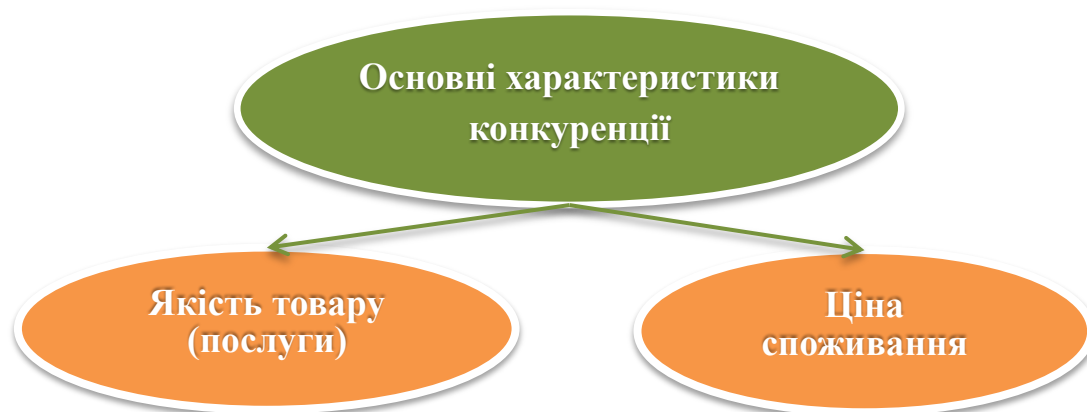 Основні характеристики
конкуренції
Якість товару
(послуги)
Ціна
споживання